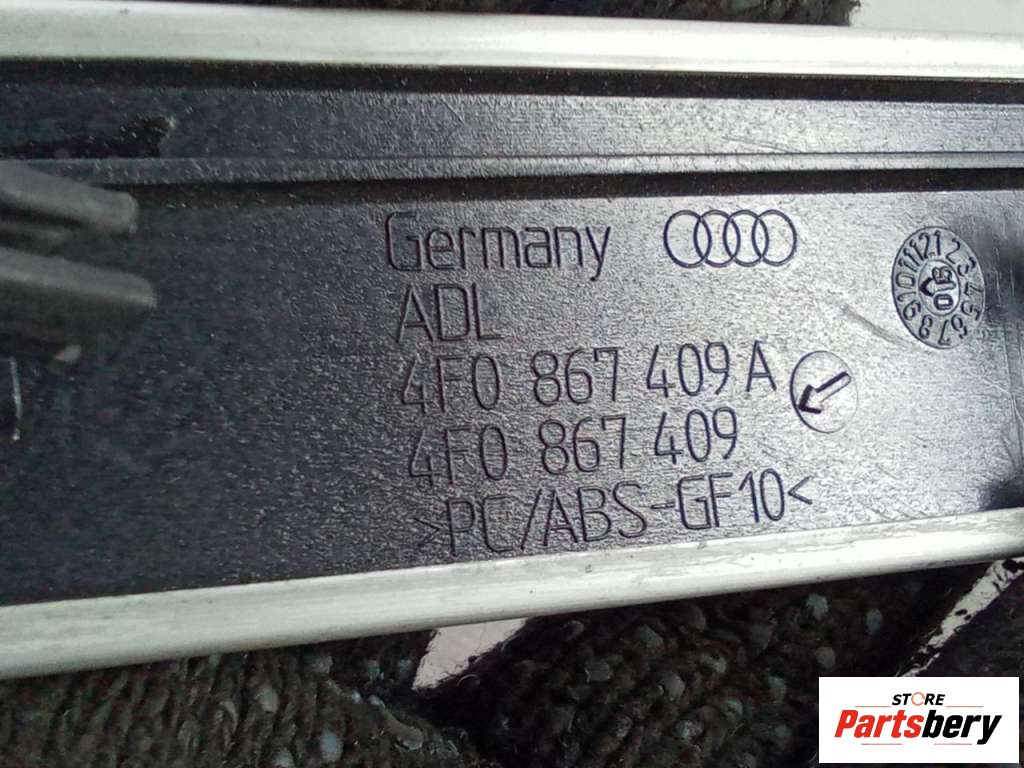 Germany
ADL
4F0 867 409 A
4F0 867 409
>PC/ABS-GF10<
STORE
Partsbery